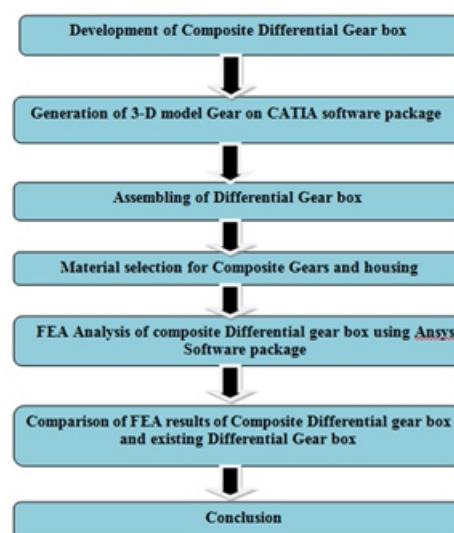 Development of Composite Differential Gear box
Generation of 3-D model Gear on CATIA software package
Assembling of Differential Gear box
Material selection for Composite Gears and housing
FEA Analysis of composite Differential gear box using Ansys
Software package
Comparison of FEA results of Composite Differential gear box
and existing Differential Gear box
Conclusion